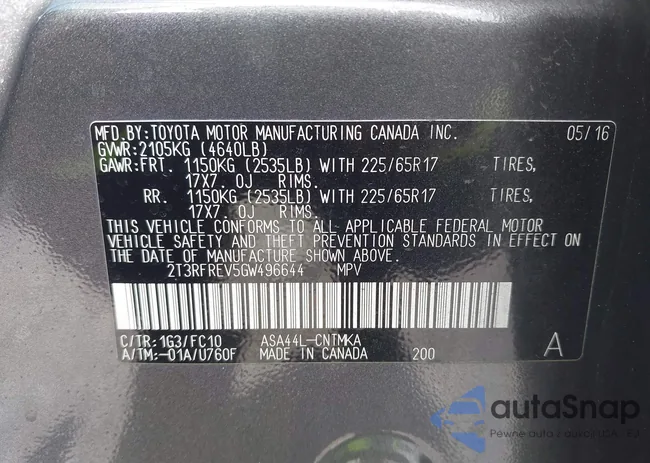 MFD.BY:TOYOTA MOTOR MANUFACTURING CANADA INC. 05/16
GVWR:2105KG (4640LB)
GAWR:FRT. 1150KG (2535LB) WITH 225/65R17 TIRES,
17X7.0J RIMS.
RR. 1150KG (2535LB) WITH 225/65R17 TIRES,
17X7.0J RIMS.
THIS VEHICLE CONFORMS TO ALL APPLICABLE FEDERAL MOTOR
VEHICLE SAFETY AND THEFT PREVENTION STANDARDS IN EFFECT ON
THE DATE OF MANUFACTURE SHOWN ABOVE.
2T3RFREV5GW496644 MPV
C/TR:1G3/FC10 ASA44L-CNTMKA
A/TM:-01A/U760F MADE IN CANADA 200 A
autaSnap
Pewne auta z aukcji